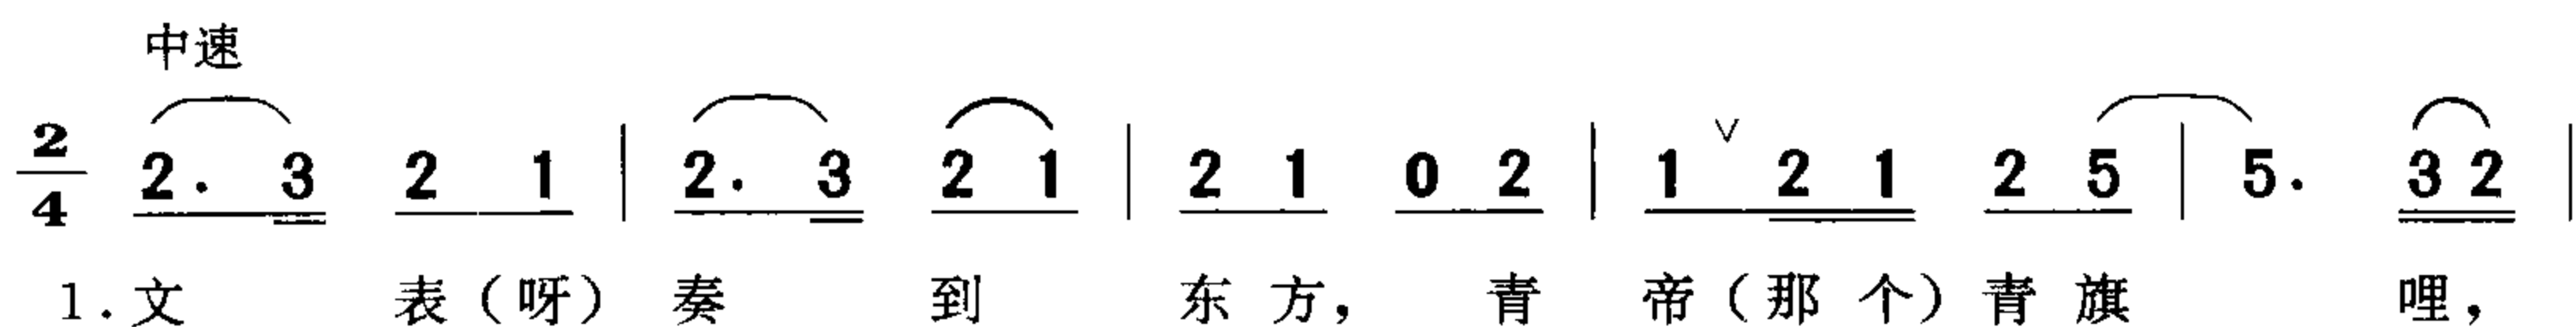 中速
2/4 2. 3 2 1 | 2. 3 2 1 | 2 1 0 2 | 1 ∨ 2 1 2 5 | 5. 3 2 |
1.文 表(呀) 奏 到 东 方, 青 帝(那 个)青 旗 哩,